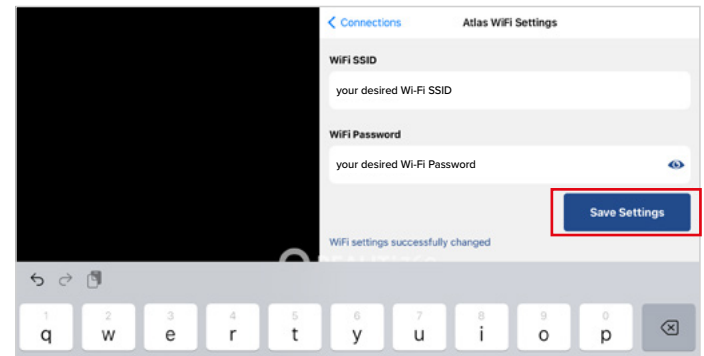 Connections
Atlas WiFi Settings
WiFi SSID
your desired Wi-Fi SSID
WiFi Password
your desired Wi-Fi Password
Save Settings
WiFi settings successfully changed
1 2 3 4 5 6 7 8 9 0
q w e r t y u i o p